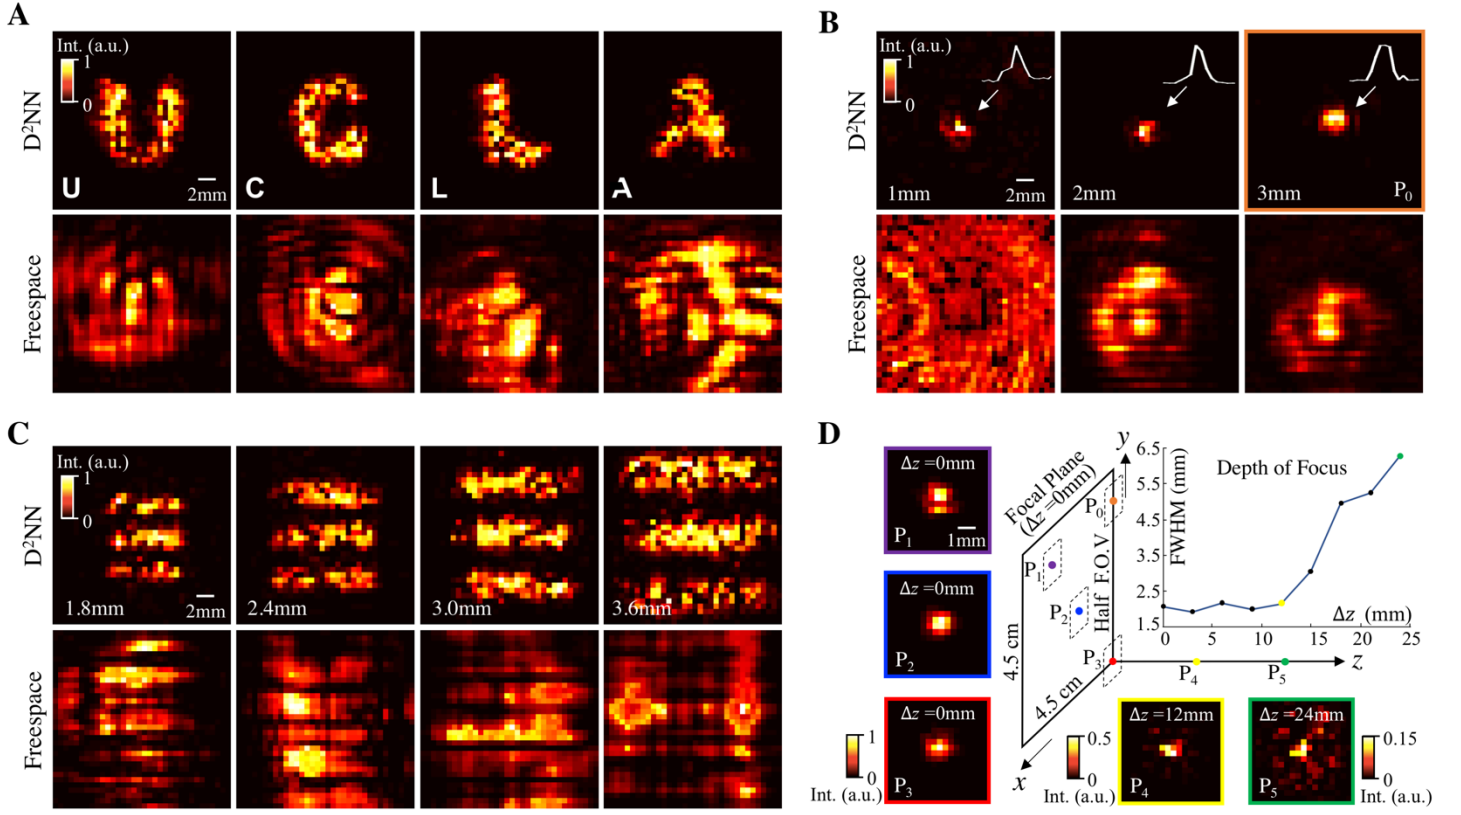 A
Int. (a.u.)
1
0
D²NN
U
2mm
C
L
A
Freespace
B
Int. (a.u.)
1
0
D²NN
1mm
2mm
2mm
3mm
P₀
Freespace
C
Int. (a.u.)
1
0
D²NN
1.8mm
2mm
2.4mm
3.0mm
3.6mm
Freespace
D
Δz =0mm
P₁
1mm
Δz =0mm
P₂
Δz =0mm
P₃
1
0
Int. (a.u.)
Focal Plane
(Δz =0mm)
y
P₀
P₁
P₂
P₃
Half F.O.V
4.5 cm
4.5 cm
x
P₄
P₅
z
Depth of Focus
FWHM (mm)
6.5
5.5
4.5
3.5
2.5
1.5
Δz (mm)
0 5 10 15 20 25
0.5
0
Int. (a.u.)
Δz =12mm
P₄
Δz =24mm
P₅
0.15
0
Int. (a.u.)